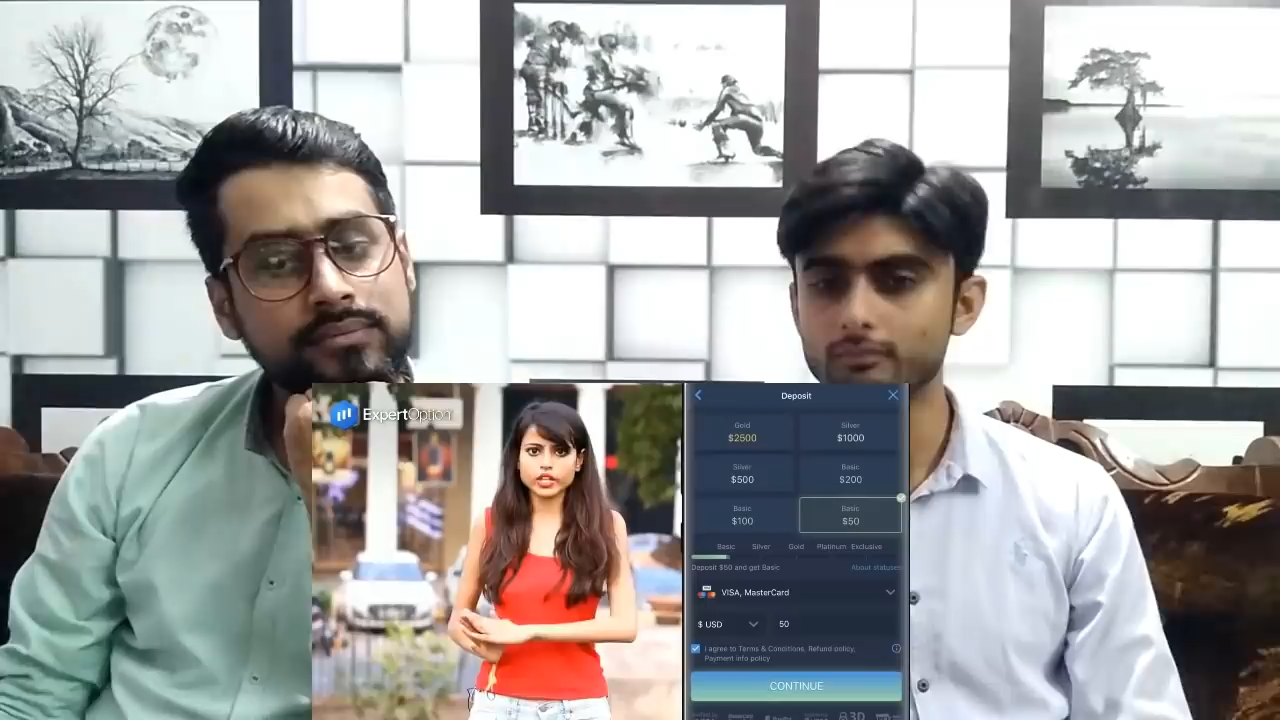 ExpertOption
Deposit
Gold
$2500
Silver
$1000
Silver
$500
Basic
$200
Basic
$100
Basic
$50
Basic Silver Gold Platinum Exclusive
Deposit $50 and get Basic About statuses
VISA, MasterCard
$ USD 50
I agree to Terms & Conditions, Refund policy,
Payment info policy
CONTINUE
3D